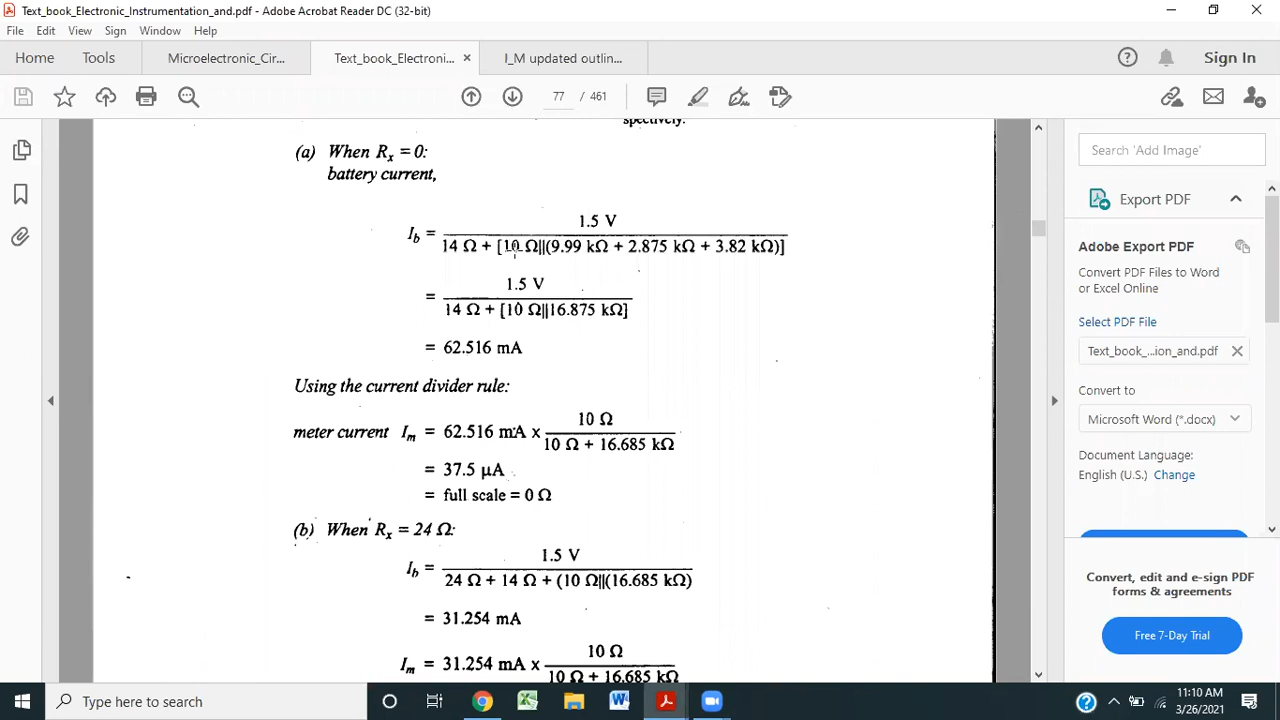 Text_book_Electronic_Instrumentation_and.pdf - Adobe Acrobat Reader DC (32-bit)
File Edit View Sign Window Help
Home Tools Microelectronic_Cir... Text_book_Electroni... × I_M updated outlin... Sign In
77 / 461
spectively.
(a) When Rx = 0:
battery current,
Ib = 1.5 V / 14 Ω + [10 Ω||(9.99 kΩ + 2.875 kΩ + 3.82 kΩ)]
= 1.5 V / 14 Ω + [10 Ω||16.875 kΩ]
= 62.516 mA
Using the current divider rule:
meter current Im = 62.516 mA x 10 Ω / 10 Ω + 16.685 kΩ
= 37.5 μA
= full scale = 0 Ω
(b) When Rx = 24 Ω:
Ib = 1.5 V / 24 Ω + 14 Ω + (10 Ω||(16.685 kΩ)
= 31.254 mA
Im = 31.254 mA x 10 Ω / 10 Ω + 16.685 kΩ
Search 'Add Image'
Export PDF
Adobe Export PDF
Convert PDF Files to Word
or Excel Online
Select PDF File
Text_book_...ion_and.pdf ×
Convert to
Microsoft Word (*.docx)
Document Language:
English (U.S.) Change
Convert, edit and e-sign PDF
forms & agreements
Free 7-Day Trial
Type here to search
11:10 AM
3/26/2021